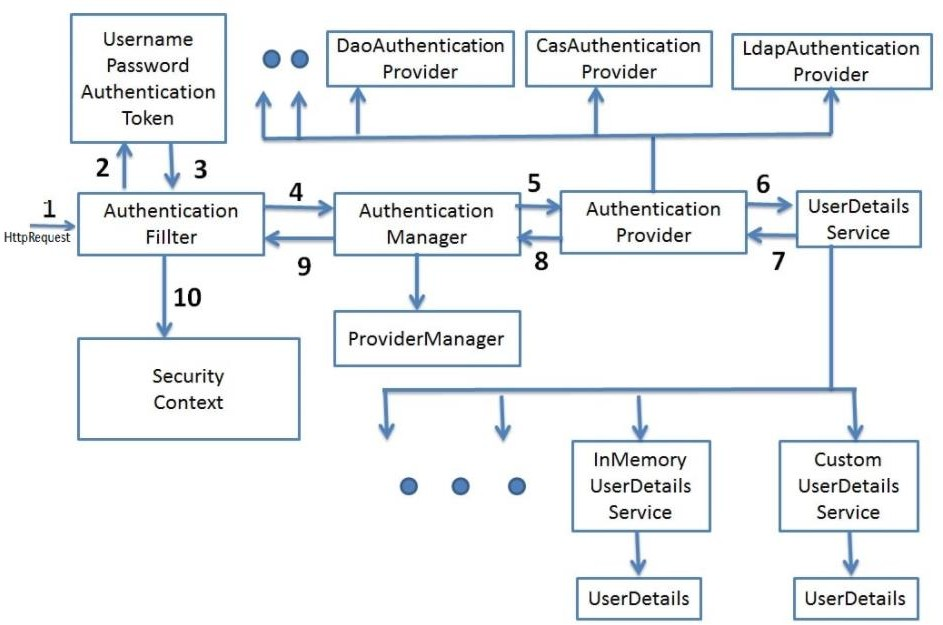 Username
Password
Authentication
Token
DaoAuthentication
Provider
CasAuthentication
Provider
LdapAuthentication
Provider
2
3
1
HttpRequest
Authentication
Fillter
4
9
Authentication
Manager
5
8
Authentication
Provider
6
7
UserDetails
Service
10
ProviderManager
Security
Context
InMemory
UserDetails
Service
Custom
UserDetails
Service
UserDetails
UserDetails